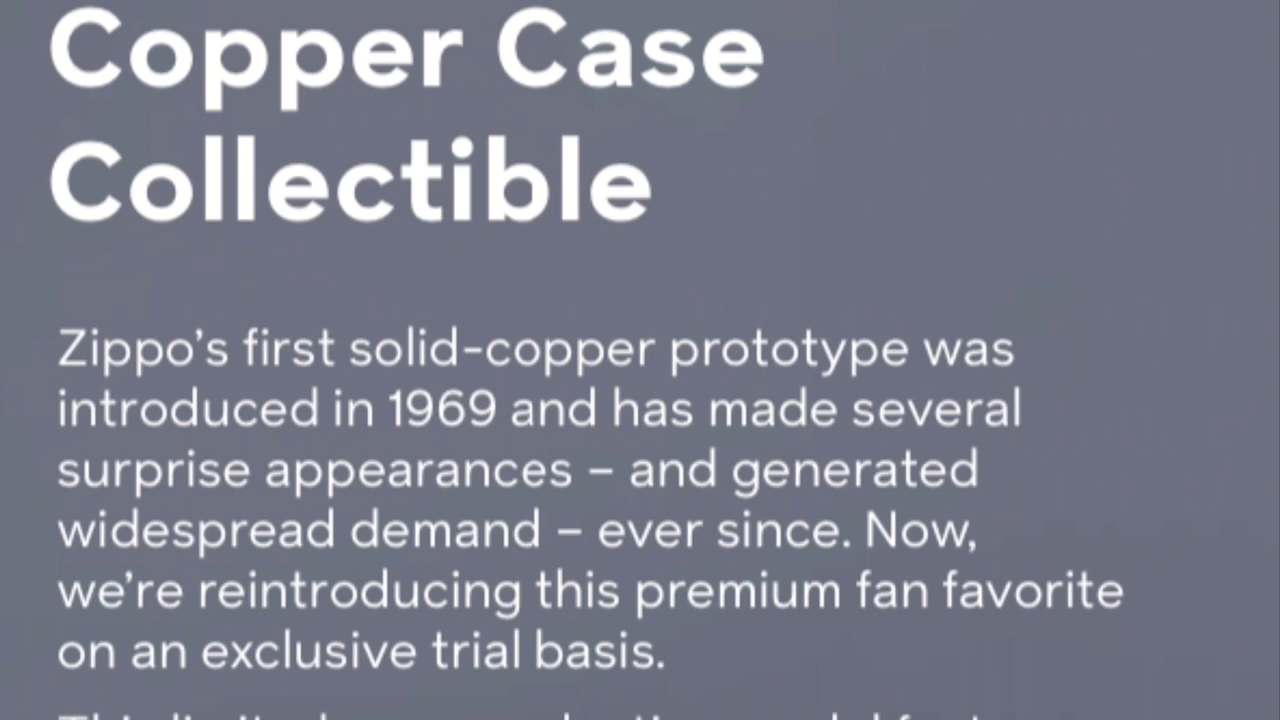 Copper Case
Collectible
Zippo’s first solid-copper prototype was
introduced in 1969 and has made several
surprise appearances – and generated
widespread demand – ever since. Now,
we’re reintroducing this premium fan favorite
on an exclusive trial basis.